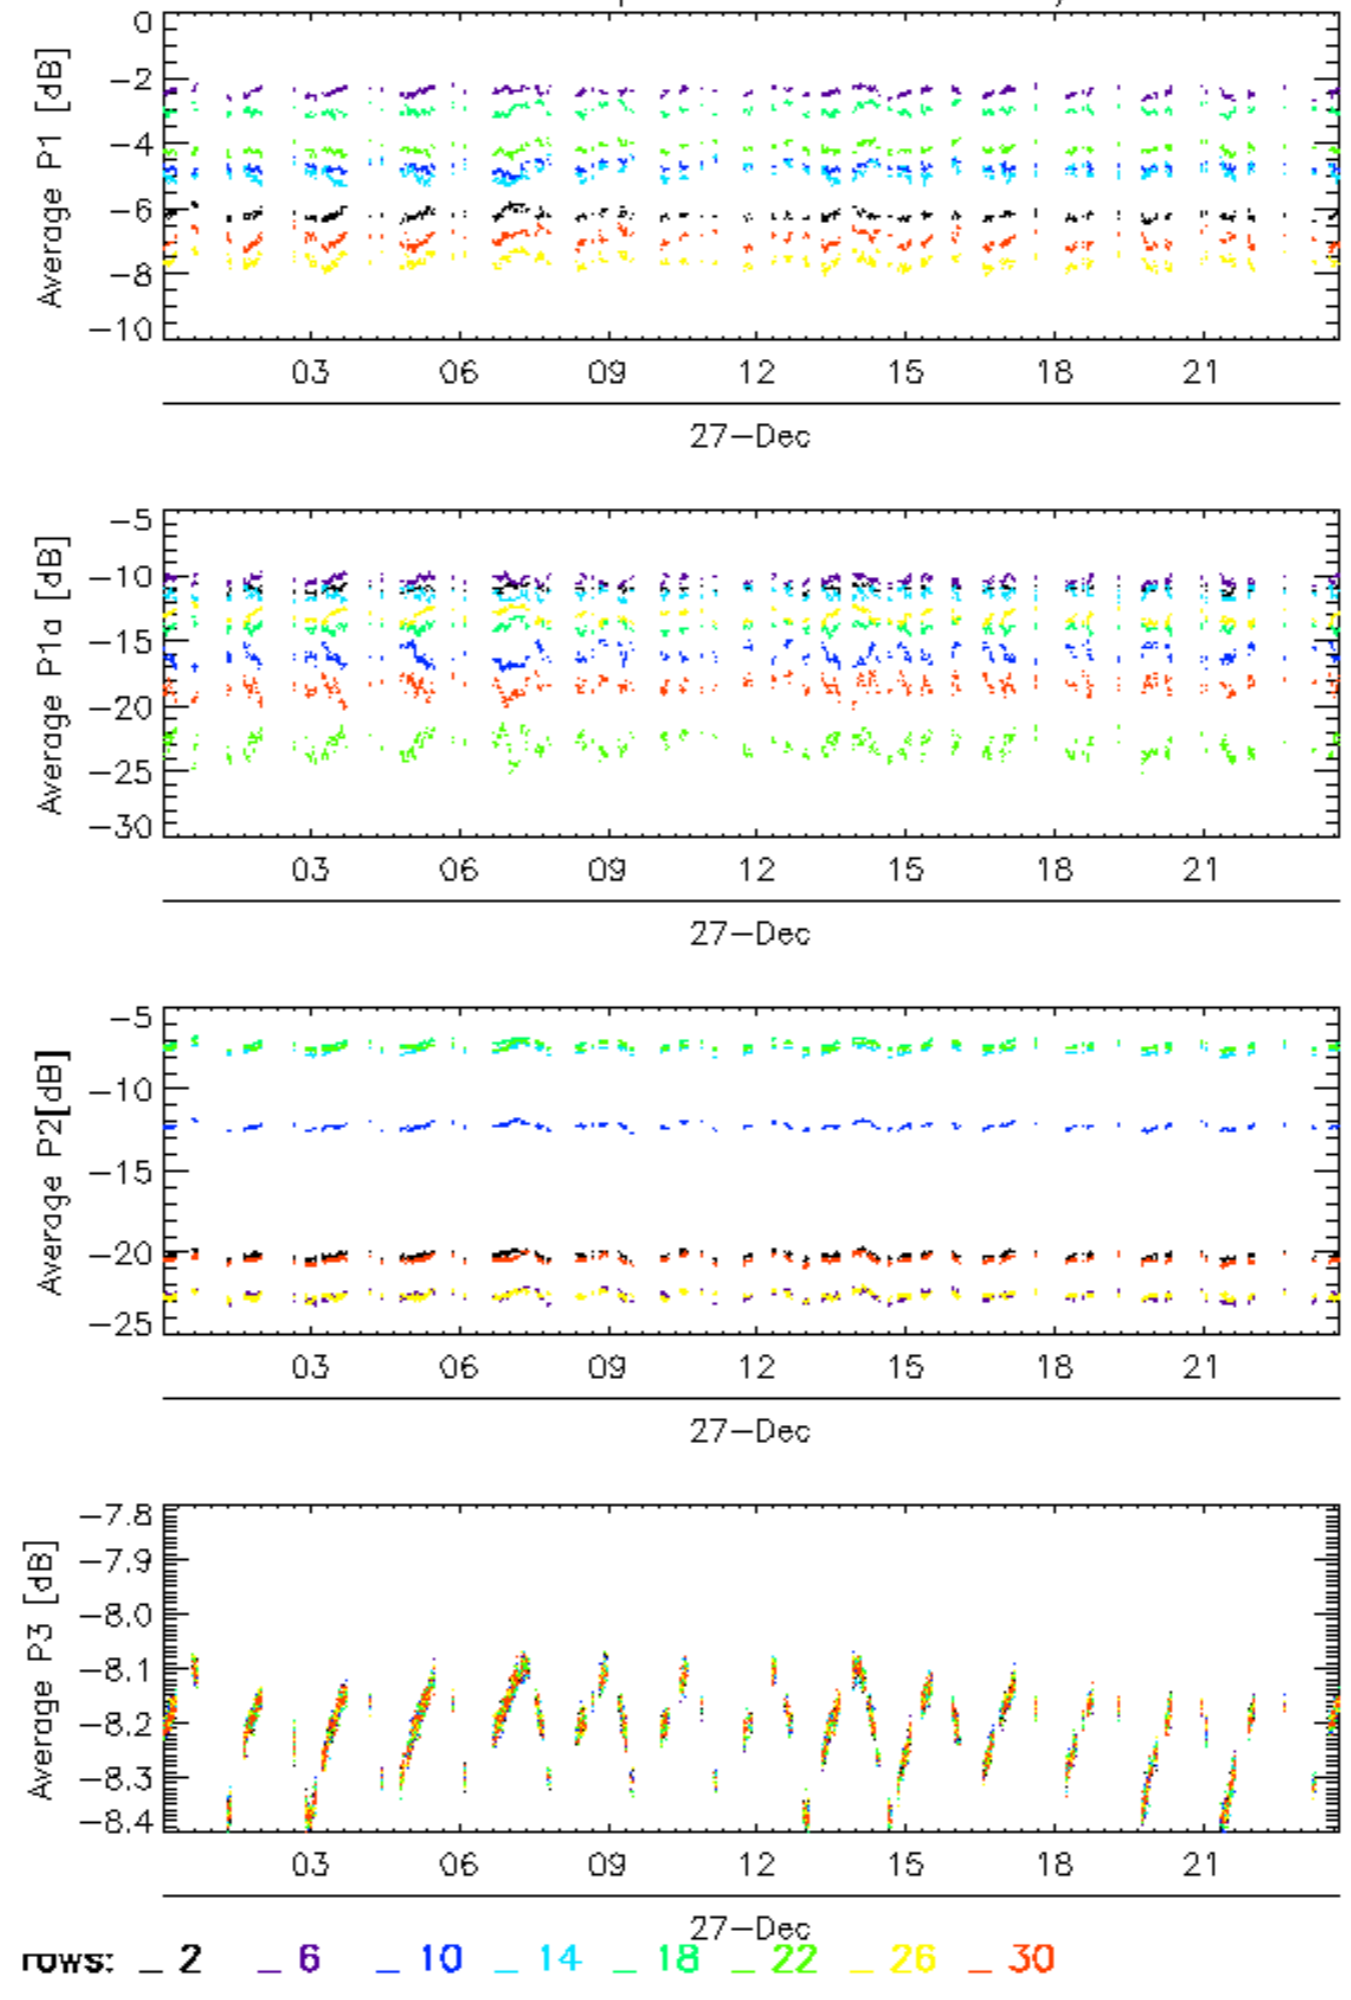 0
−2
−4
−6
−8
−10
Average P1 [dB]
03 06 09 12 15 18 21
27−Dec
−5
−10
−15
−20
−25
−30
Average P1a [dB]
03 06 09 12 15 18 21
27−Dec
−5
−10
−15
−20
−25
Average P2[dB]
03 06 09 12 15 18 21
27−Dec
−7.8
−7.9
−8.0
−8.1
−8.2
−8.3
−8.4
Average P3 [dB]
03 06 09 12 15 18 21
27−Dec
rows: _ 2 _ 6 _ 10 _ 14 _ 18 _ 22 _ 26 _ 30